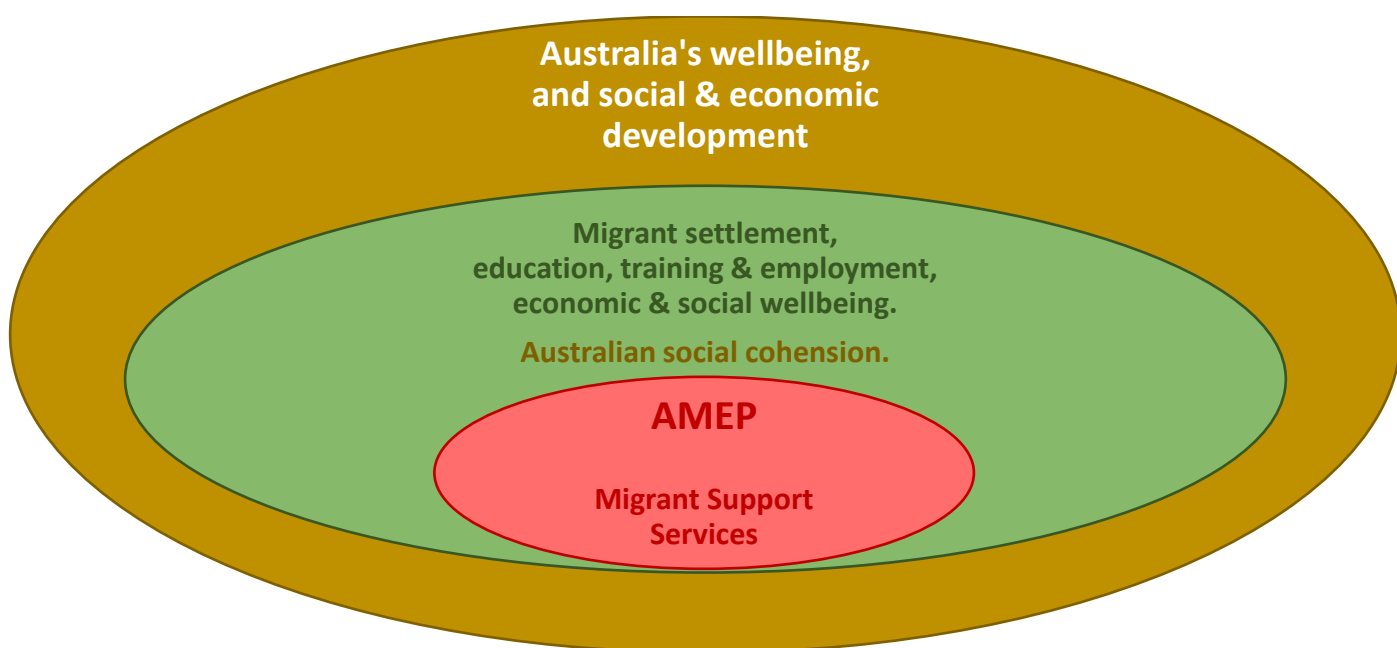 Australia's wellbeing,
and social & economic
development
Migrant settlement,
education, training & employment,
economic & social wellbeing.
Australian social cohension.
AMEP
Migrant Support
Services